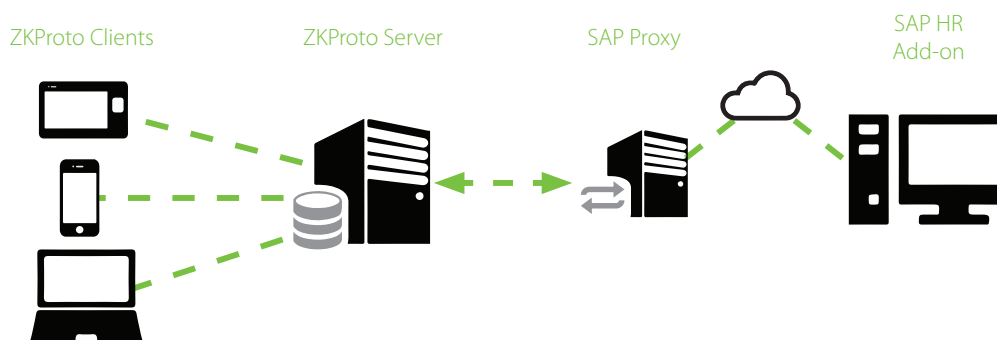 ZKProto Clients
ZKProto Server
SAP Proxy
SAP HR
Add-on